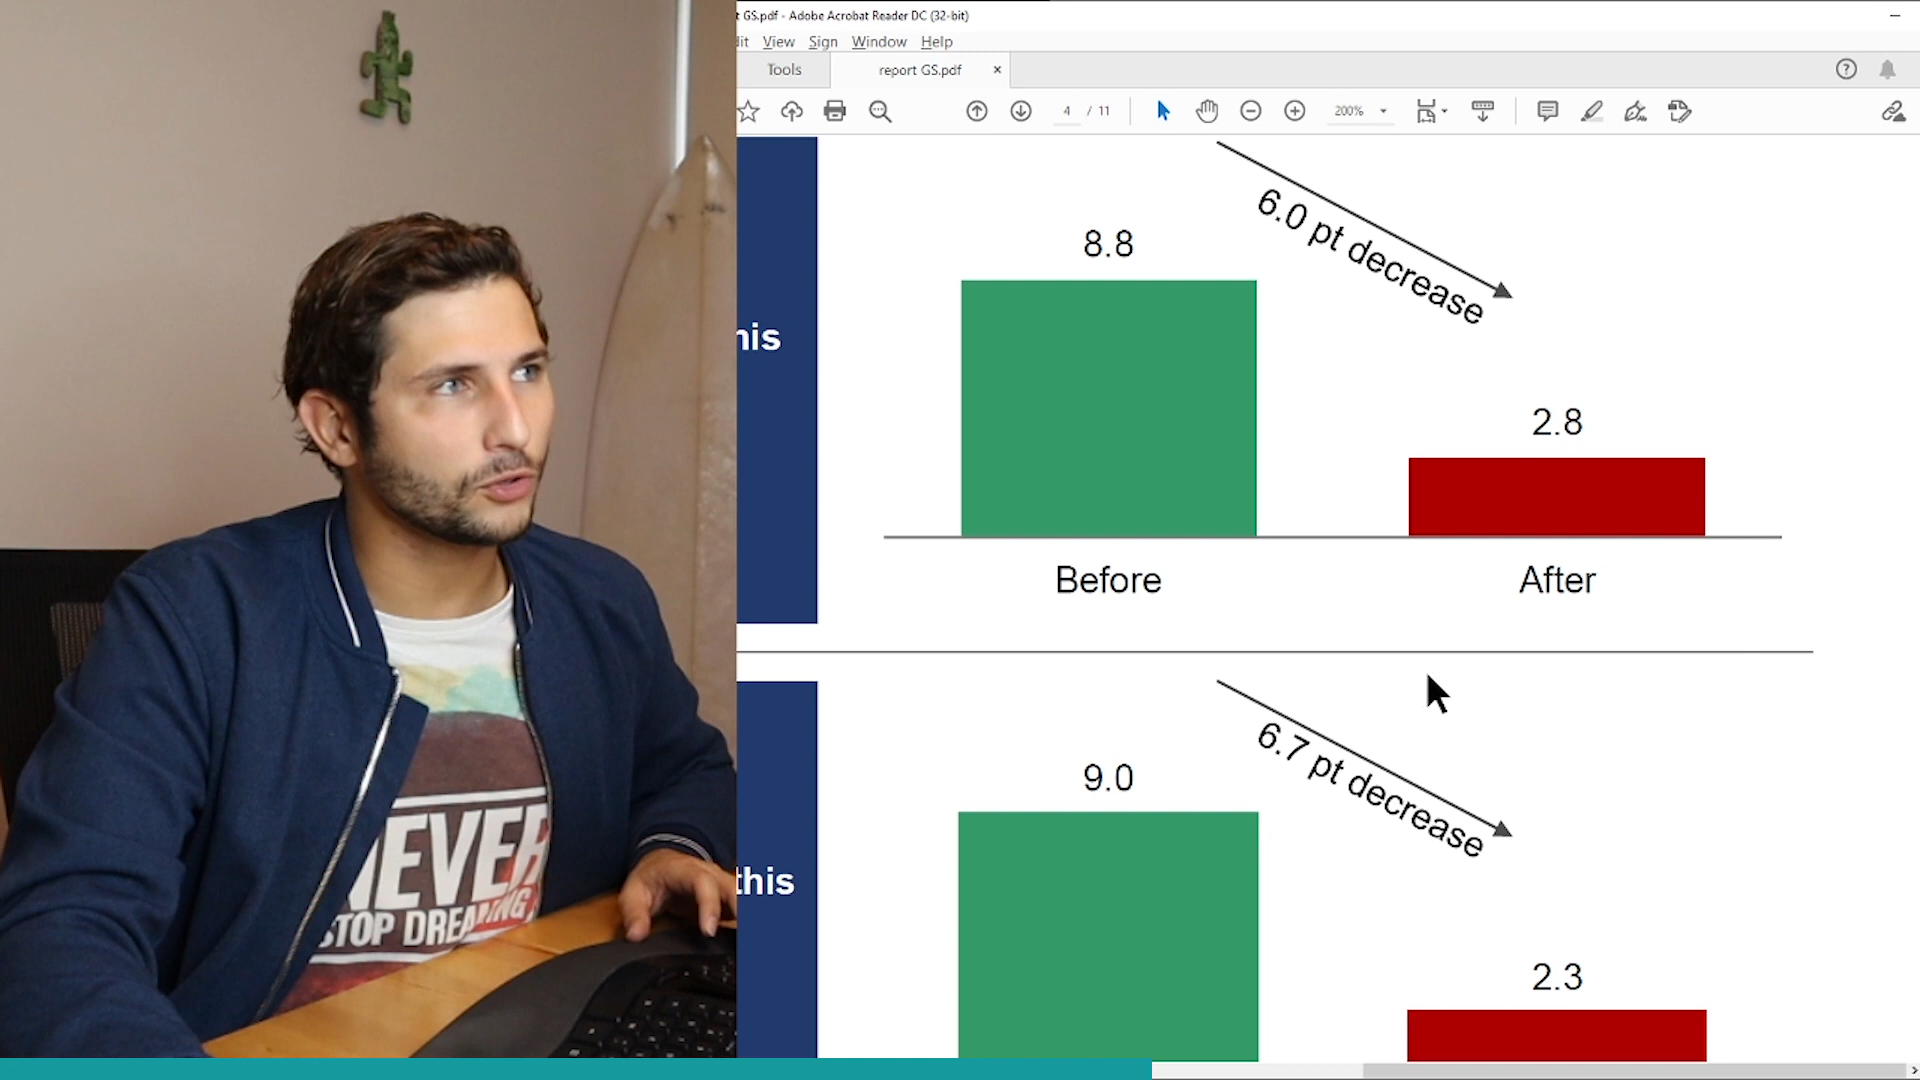 t GS.pdf - Adobe Acrobat Reader DC (32-bit)
dit View Sign Window Help
Tools
report GS.pdf
4 / 11
200%
6.0 pt decrease
8.8
2.8
his
Before
After
6.7 pt decrease
9.0
this
2.3
NEVER
STOP DREAMING